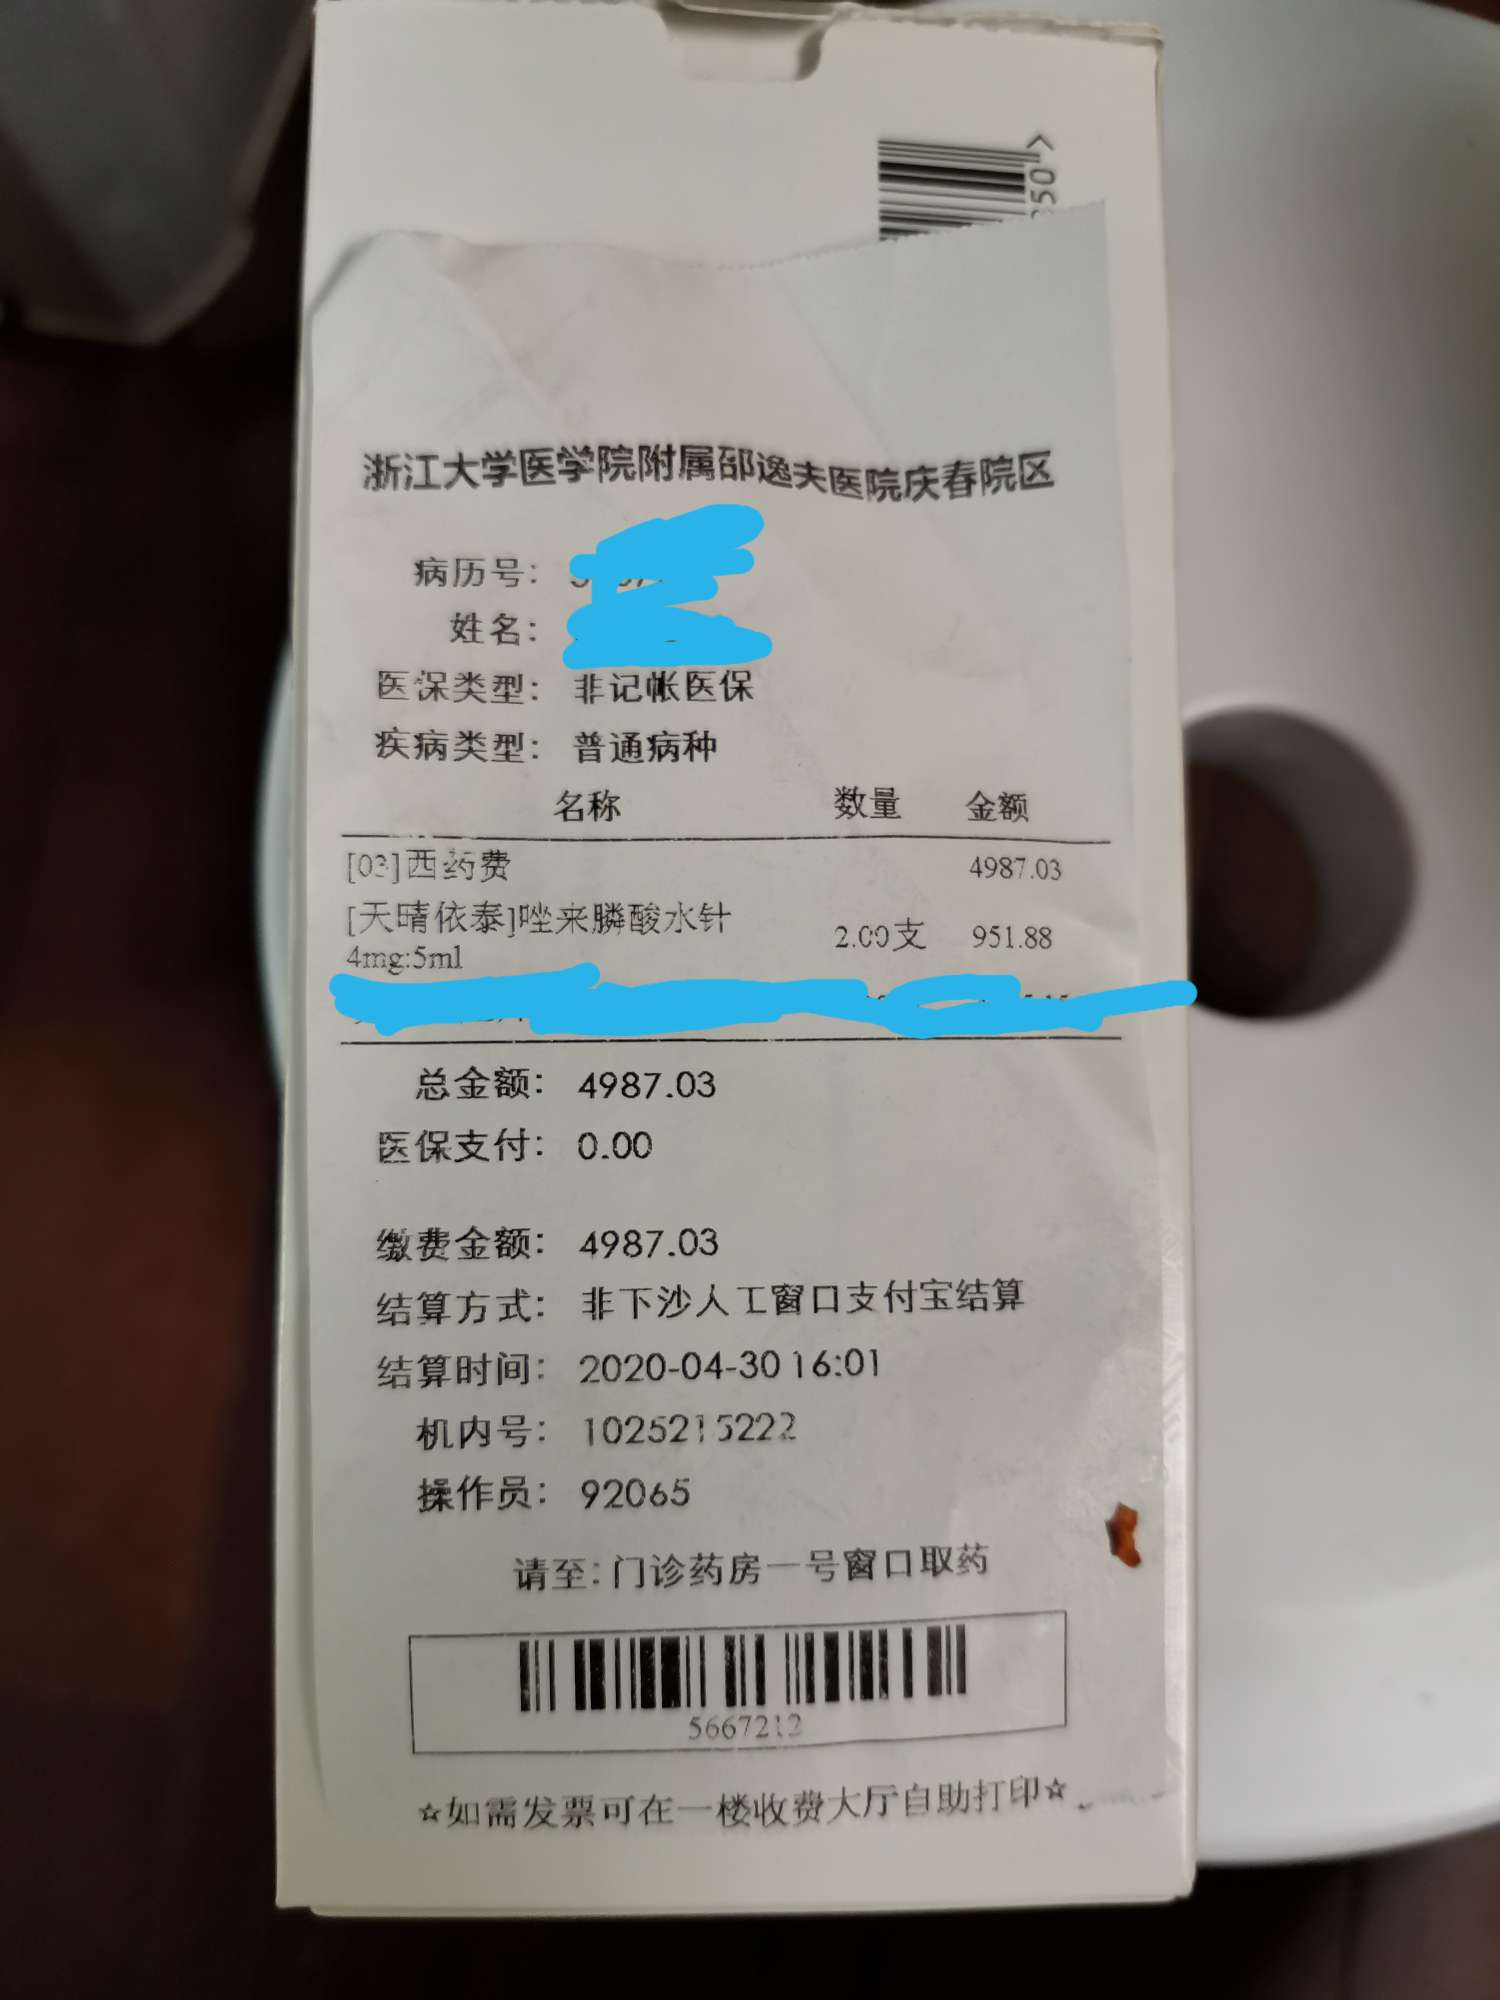 浙江大学医学院附属邵逸夫医院庆春院区
病历号：
姓名：
医保类型： 非记帐医保
疾病类型： 普通病种
名称 数量 金额
[03]西药费 4987.03
[天晴依泰]唑来膦酸水针 2.00支 951.88
4mg:5ml
总金额： 4987.03
医保支付： 0.00
缴费金额： 4987.03
结算方式： 非下沙人工窗口支付宝结算
结算时间： 2020-04-30 16:01
机内号： 1025215222
操作员： 92065
请至：门诊药房一号窗口取药
5667212
☆如需发票可在一楼收费大厅自助打印☆